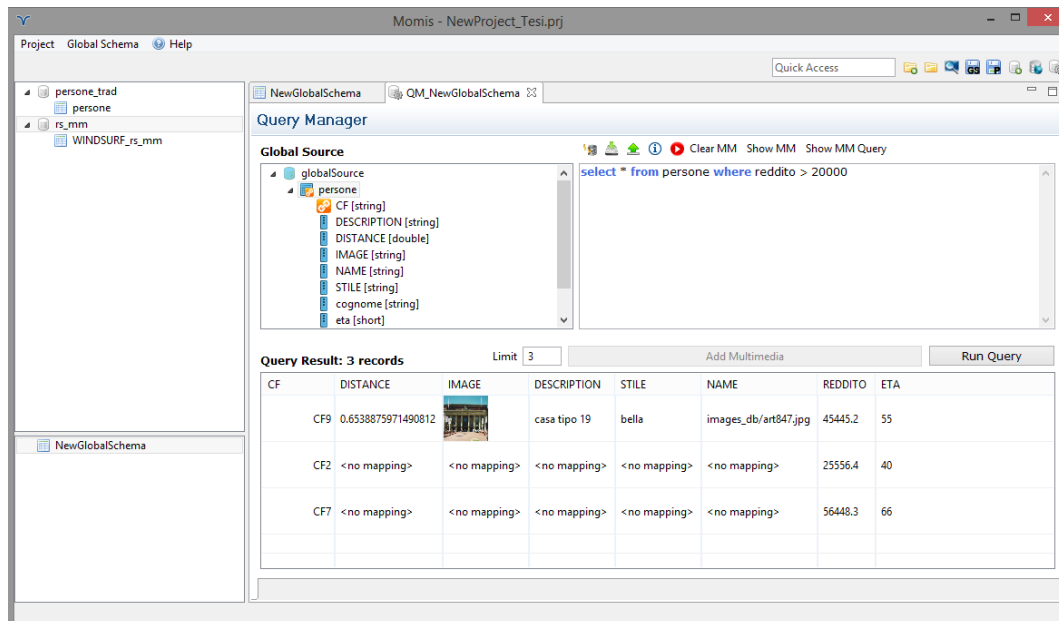 Momis - NewProject_Tesi.prj
Project Global Schema Help
Quick Access
persone_trad
persone
rs_mm
WINDSURF_rs_mm
NewGlobalSchema
NewGlobalSchema QM_NewGlobalSchema
Query Manager
Global Source
Clear MM Show MM Show MM Query
globalSource
persone
CF [string]
DESCRIPTION [string]
DISTANCE [double]
IMAGE [string]
NAME [string]
STILE [string]
cognome [string]
eta [short]
select * from persone where reddito > 20000
Query Result: 3 records Limit 3 Add Multimedia Run Query
CF DISTANCE IMAGE DESCRIPTION STILE NAME REDDITO ETA
CF9 0.6538875971490812 casa tipo 19 bella images_db/art847.jpg 45445.2 55
CF2 <no mapping> <no mapping> <no mapping> <no mapping> <no mapping> 25556.4 40
CF7 <no mapping> <no mapping> <no mapping> <no mapping> <no mapping> 56448.3 66